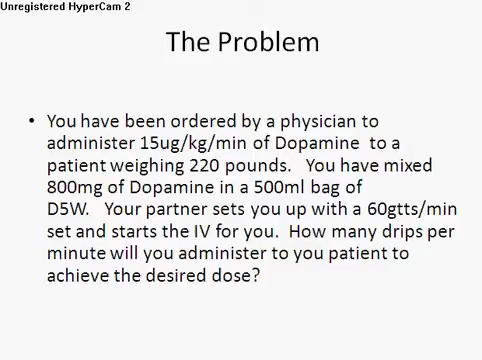 Unregistered HyperCam 2
The Problem
• You have been ordered by a physician to
administer 15ug/kg/min of Dopamine to a
patient weighing 220 pounds. You have mixed
800mg of Dopamine in a 500ml bag of
D5W. Your partner sets you up with a 60gtts/min
set and starts the IV for you. How many drips per
minute will you administer to you patient to
achieve the desired dose?